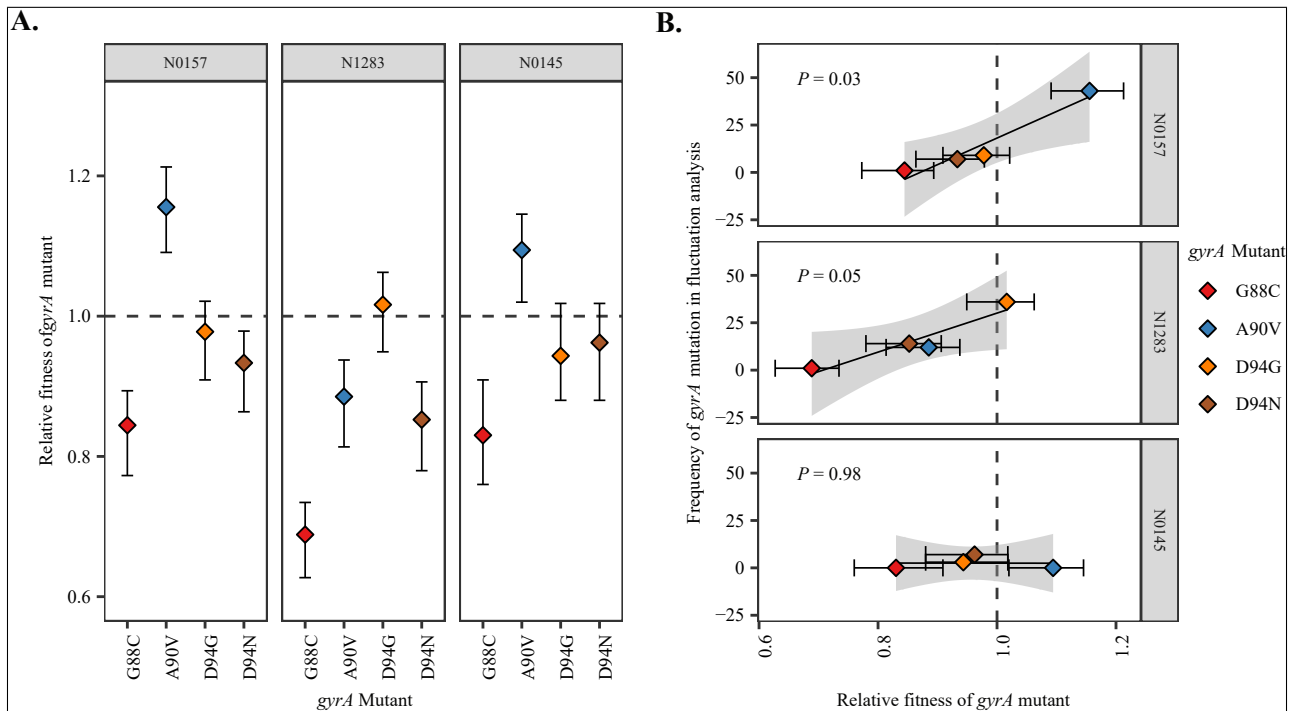 A.
N0157
N1283
N0145
Relative fitness ofgyrA mutant
1.2
1.0
0.8
0.6
G88C
A90V
D94G
D94N
G88C
A90V
D94G
D94N
G88C
A90V
D94G
D94N
gyrA Mutant
B.
Frequency of gyrA mutation in fluctuation analysis
50
25
0
−25
P = 0.03
N0157
50
25
0
−25
P = 0.05
N1283
50
25
0
−25
P = 0.98
N0145
0.6
0.8
1.0
1.2
Relative fitness of gyrA mutant
gyrA Mutant
G88C
A90V
D94G
D94N